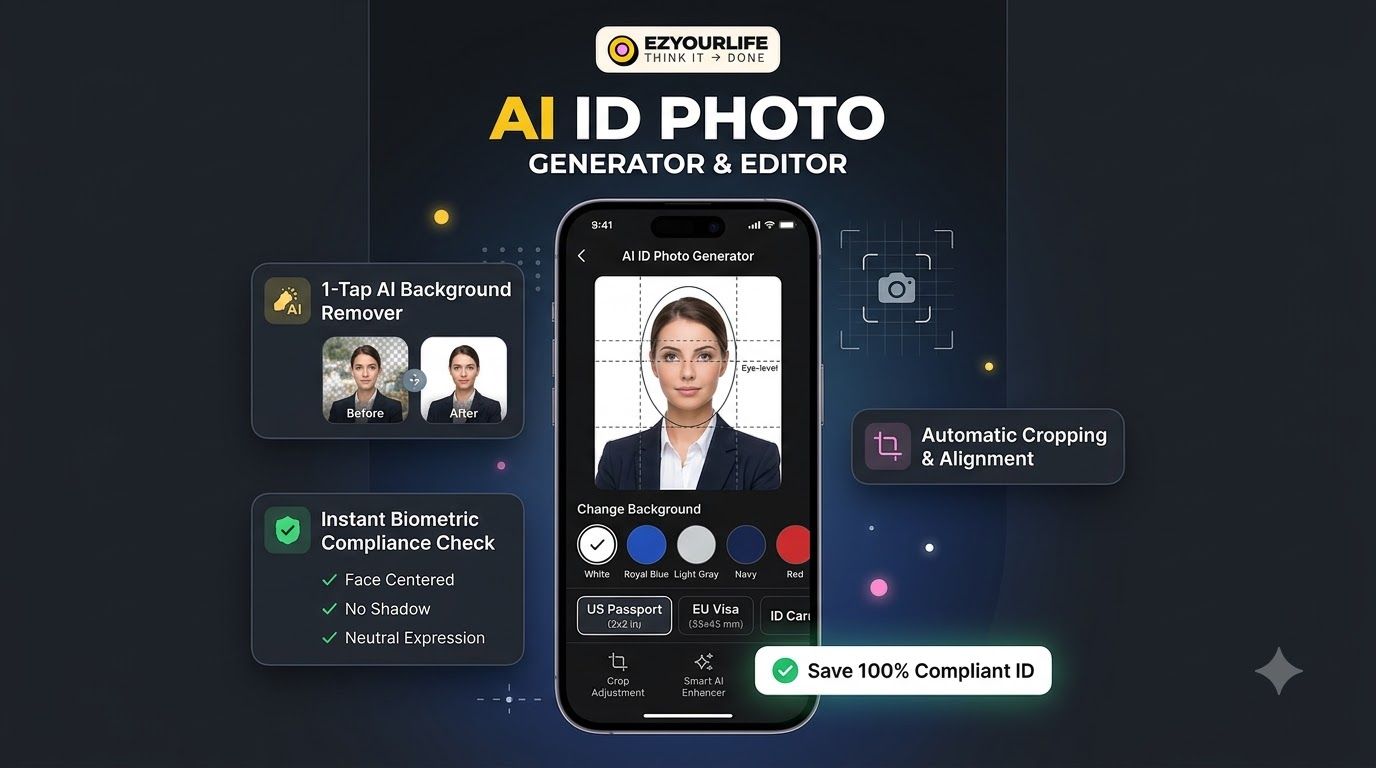 EZYOURLIFE
THINK IT → DONE
AI ID PHOTO
GENERATOR & EDITOR
9:41
AI ID Photo Generator
Eye-level
1-Tap AI Background
Remover
AI
Before
After
Instant Biometric
Compliance Check
Face Centered
No Shadow
Neutral Expression
Automatic Cropping
& Alignment
Change Background
White
Royal Blue
Light Gray
Navy
Red
US Passport
(2x2 in)
EU Visa
ID Car
Crop
Adjustment
Smart AI
Enhancer
Save 100% Compliant ID